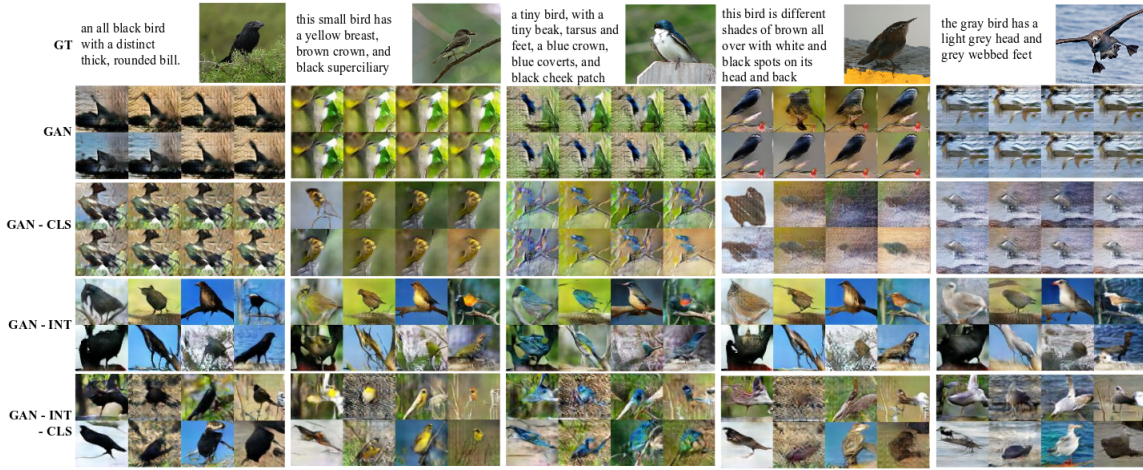 GT
an all black bird
with a distinct
thick, rounded bill.
this small bird has
a yellow breast,
brown crown, and
black superciliary
a tiny bird, with a
tiny beak, tarsus and
feet, a blue crown,
blue coverts, and
black cheek patch
this bird is different
shades of brown all
over with white and
black spots on its
head and back
the gray bird has a
light grey head and
grey webbed feet
GAN
GAN - CLS
GAN - INT
GAN - INT
- CLS